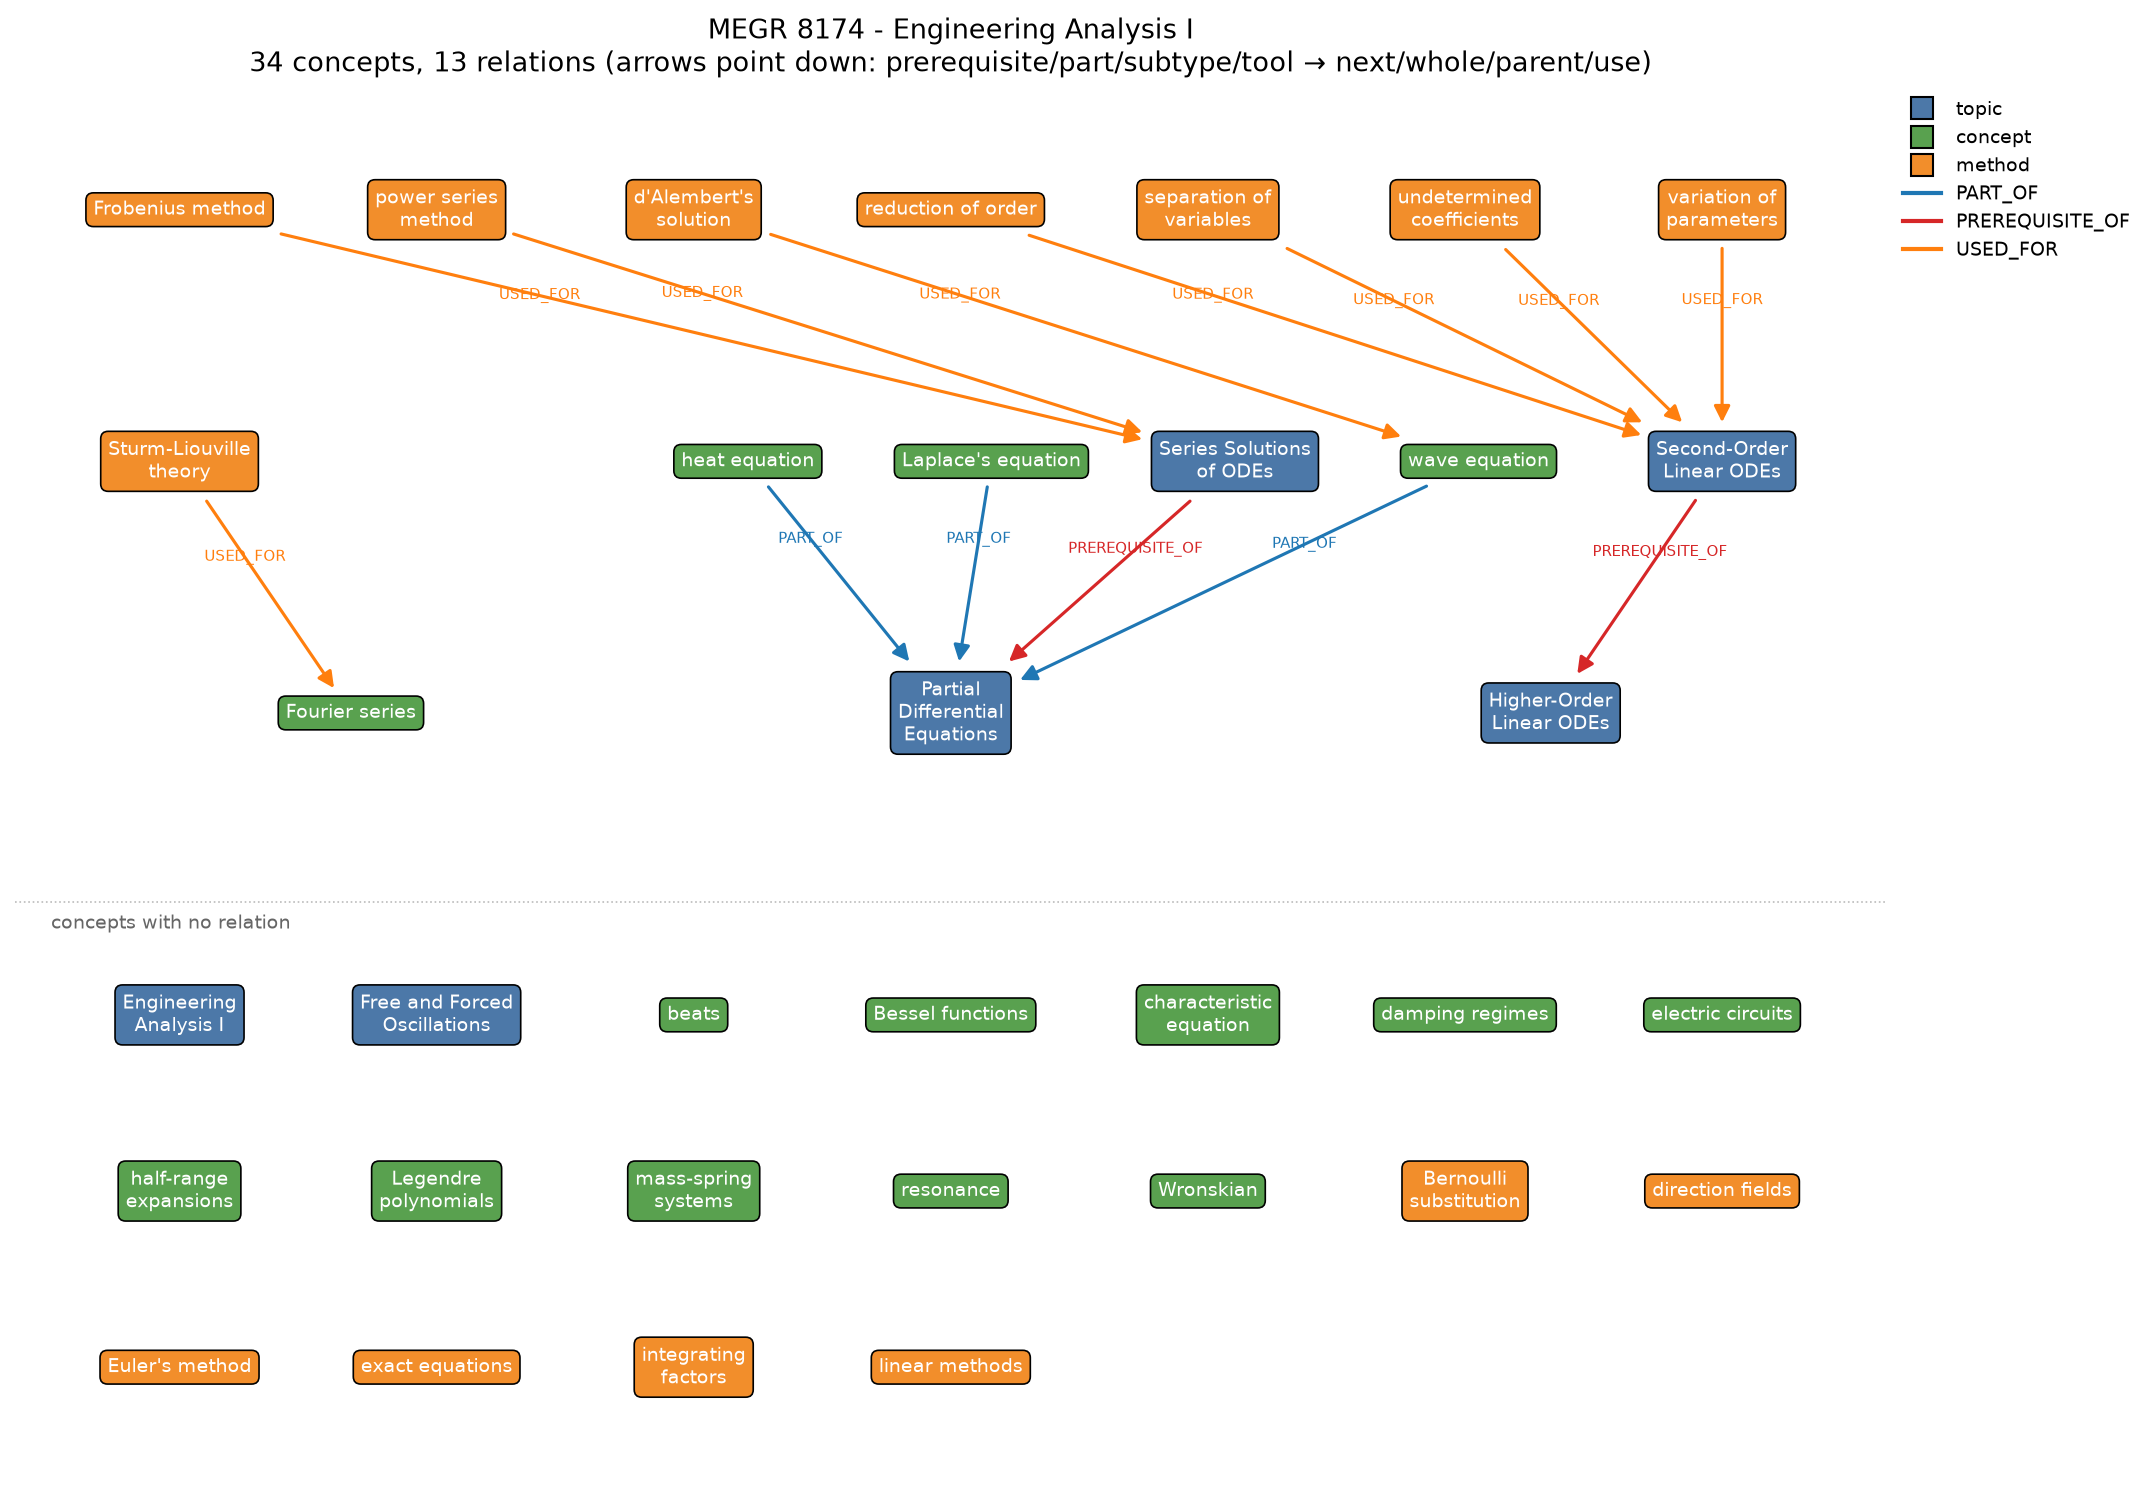 MEGR 8174 - Engineering Analysis I
34 concepts, 13 relations (arrows point down: prerequisite/part/subtype/tool → next/whole/parent/use)
topic
concept
method
PART_OF
PREREQUISITE_OF
USED_FOR
Frobenius method
power series
method
d'Alembert's
solution
reduction of order
separation of
variables
undetermined
coefficients
variation of
parameters
USED_FOR
USED_FOR
USED_FOR
USED_FOR
USED_FOR
USED_FOR
USED_FOR
Sturm-Liouville
theory
heat equation
Laplace's equation
Series Solutions
of ODEs
wave equation
Second-Order
Linear ODEs
USED_FOR
PART_OF
PART_OF
PREREQUISITE_OF
PART_OF
PREREQUISITE_OF
Fourier series
Partial
Differential
Equations
Higher-Order
Linear ODEs
concepts with no relation
Engineering
Analysis I
Free and Forced
Oscillations
beats
Bessel functions
characteristic
equation
damping regimes
electric circuits
half-range
expansions
Legendre
polynomials
mass-spring
systems
resonance
Wronskian
Bernoulli
substitution
direction fields
Euler's method
exact equations
integrating
factors
linear methods